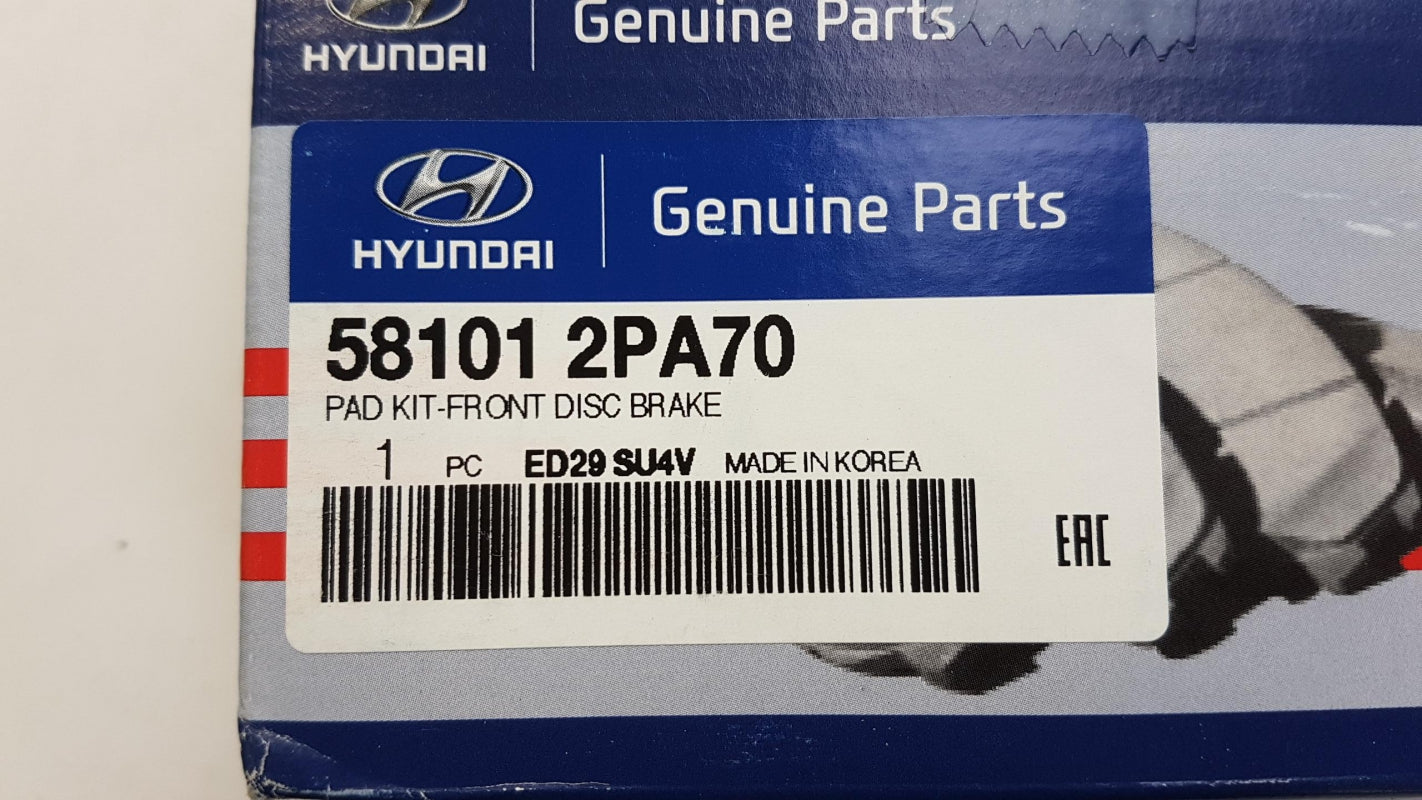 HYUNDAI
Genuine Parts
HYUNDAI
Genuine Parts
58101 2PA70
PAD KIT-FRONT DISC BRAKE
1 PC ED29 SU4V MADE IN KOREA
EAC